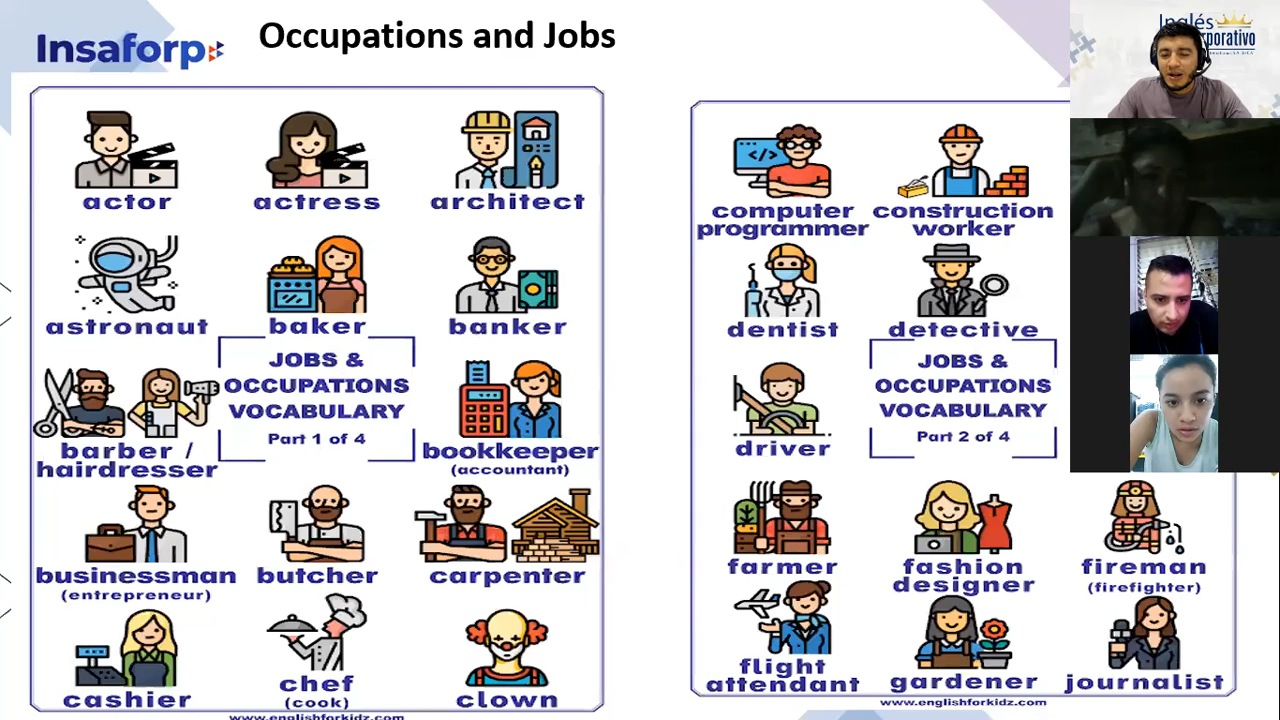 Insaforp
Occupations and Jobs
Inglés
actor
actress
architect
astronaut
baker
banker
barber /
hairdresser
JOBS &
OCCUPATIONS
VOCABULARY
Part 1 of 4
bookkeeper
(accountant)
businessman
(entrepreneur)
butcher
carpenter
cashier
chef
(cook)
clown
www.englishforkidz.com
</>
computer
programmer
construction
worker
dentist
detective
driver
JOBS &
OCCUPATIONS
VOCABULARY
Part 2 of 4
farmer
fashion
designer
fireman
(firefighter)
flight
attendant
gardener
journalist
www.englishforkidz.com